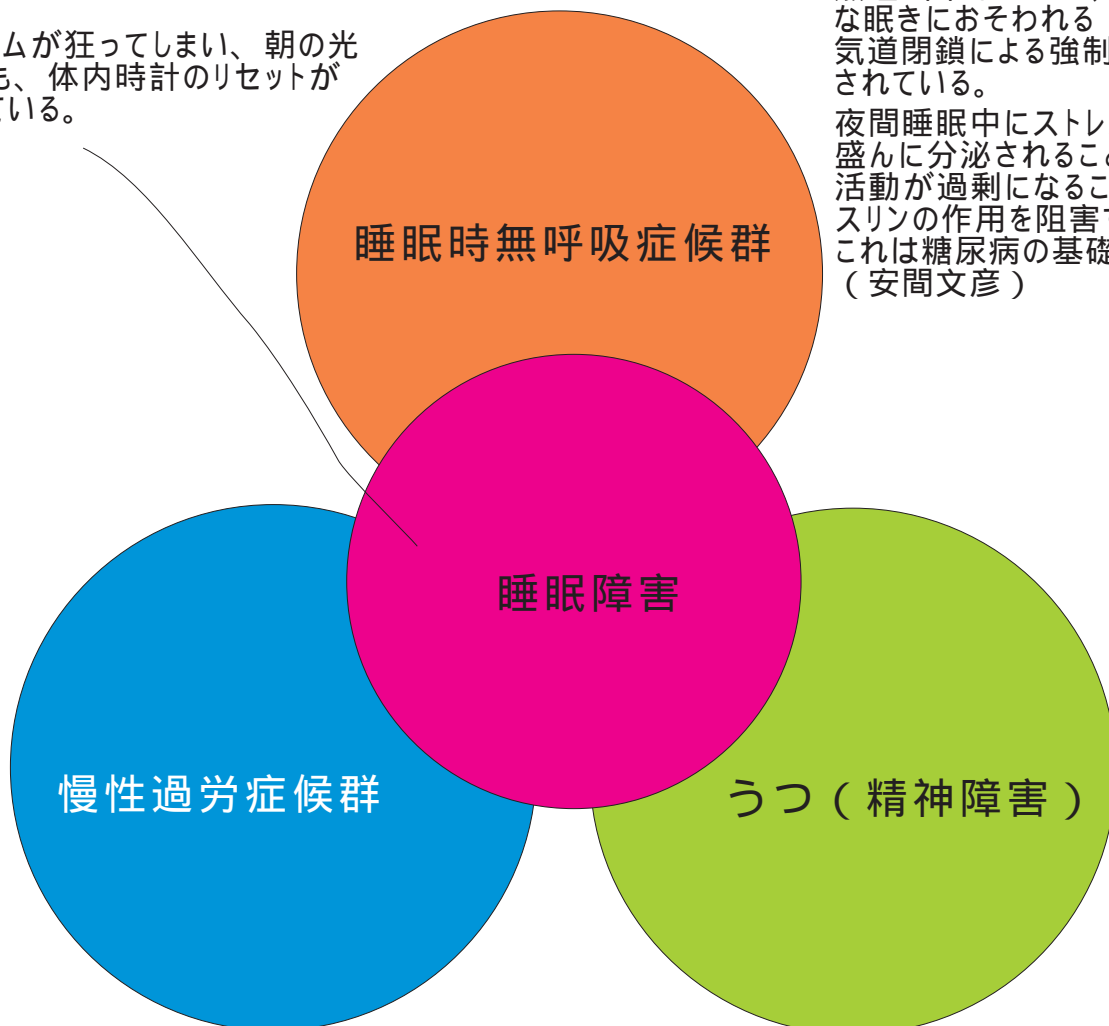 ムが狂ってしまい、朝の光
、体内時計のリセットが
いる。
な眠きにおそわれる
気道閉鎖による強制
されている。
夜間睡眠中にストレ
盛んに分泌されるこ
活動が過剰になるこ
スリンの作用を阻害
これは糖尿病の基礎
(安間文彦)
睡眠時無呼吸症候群
睡眠障害
慢性過労症候群
うつ(精神障害)